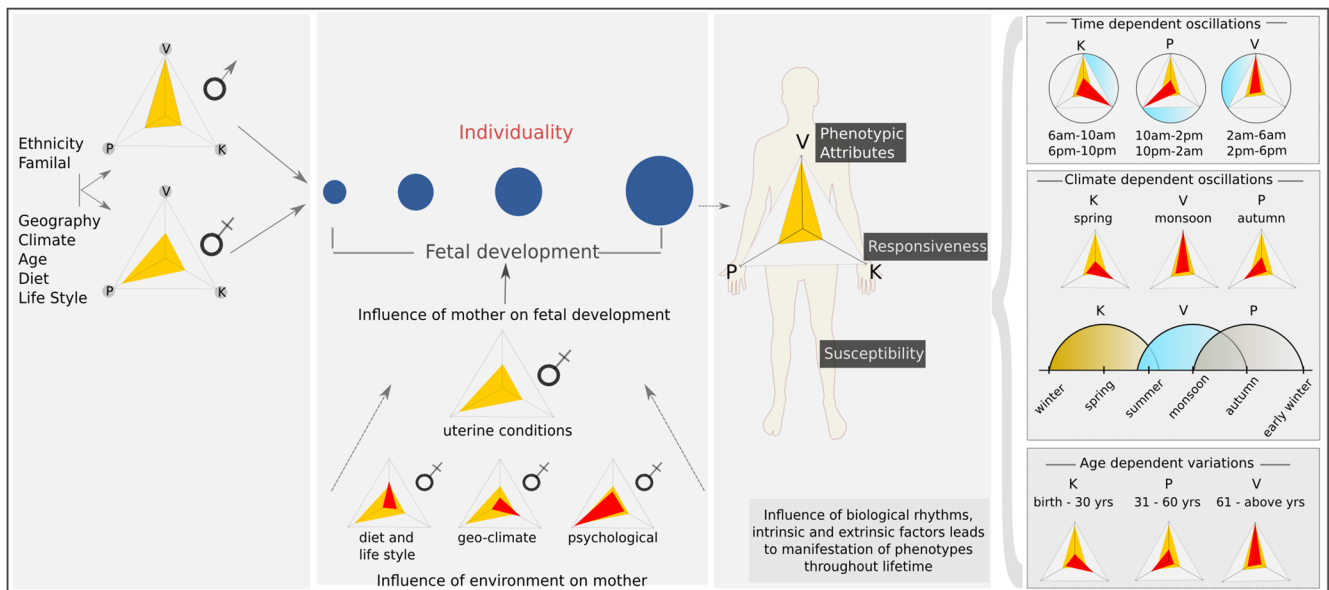 V
P
K
Ethnicity
Familal
V
P
K
Geography
Climate
Age
Diet
Life Style
Individuality
Fetal development
Influence of mother on fetal development
uterine conditions
diet and
life style
geo-climate
psychological
Influence of environment on mother
V
P
K
Phenotypic
Attributes
Responsiveness
Susceptibility
Influence of biological rhythms,
intrinsic and extrinsic factors leads
to manifestation of phenotypes
throughout lifetime
Time dependent oscillations
K P V
6am-10am 10am-2pm 2am-6am
6pm-10pm 10pm-2am 2pm-6pm
Climate dependent oscillations
K V P
spring monsoon autumn
K V P
winter spring summer monsoon autumn early winter
Age dependent variations
K P V
birth - 30 yrs 31 - 60 yrs 61 - above yrs